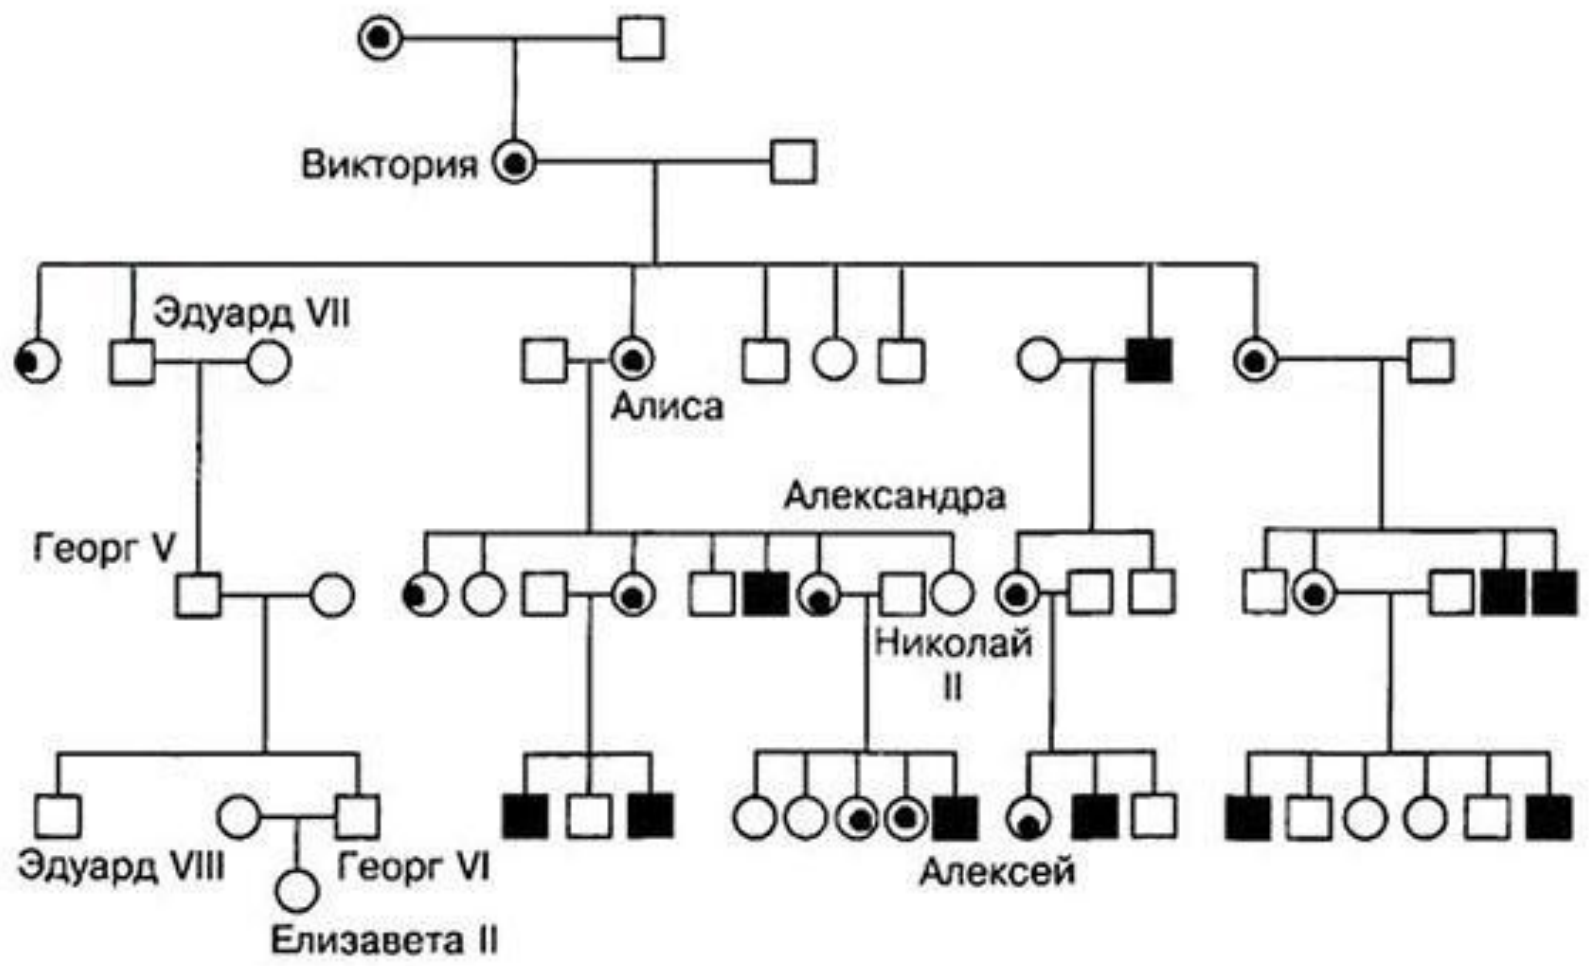 Виктория
Эдуард VII
Алиса
Александра
Георг V
Николай
II
Эдуард VIII
Георг VI
Алексей
Елизавета II